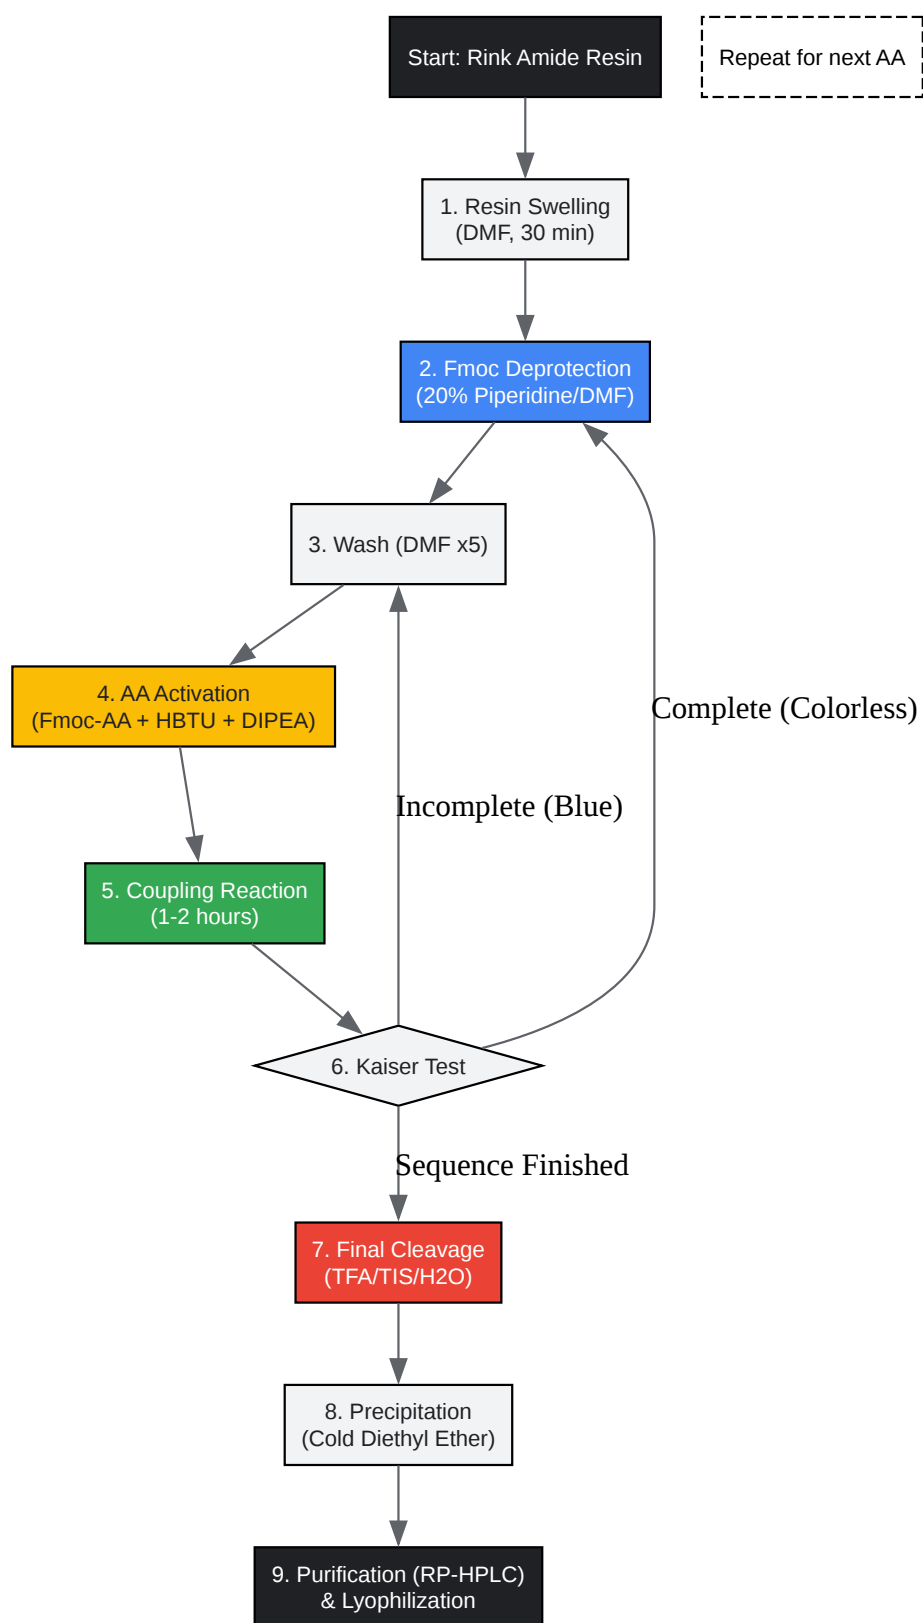 Start: Rink Amide Resin
Repeat for next AA
1. Resin Swelling
(DMF, 30 min)
2. Fmoc Deprotection
(20% Piperidine/DMF)
3. Wash (DMF x5)
4. AA Activation
(Fmoc-AA + HBTU + DIPEA)
Complete (Colorless)
Incomplete (Blue)
5. Coupling Reaction
(1-2 hours)
6. Kaiser Test
Sequence Finished
7. Final Cleavage
(TFA/TIS/H2O)
8. Precipitation
(Cold Diethyl Ether)
9. Purification (RP-HPLC)
& Lyophilization